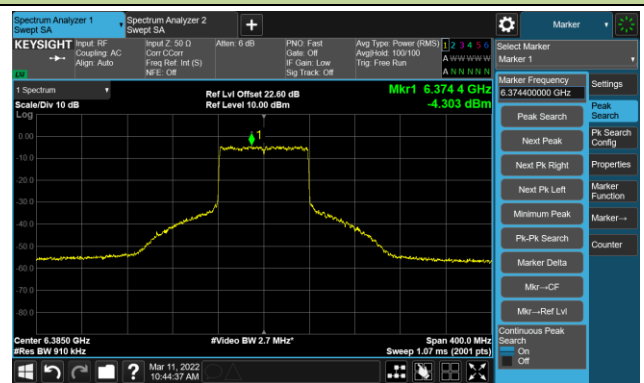 Spectrum Analyzer 1
Swept SA
Spectrum Analyzer 2
Swept SA
+
Marker
KEYSIGHT
Input: RF
Coupling: AC
Align: Auto
Input Z: 50 Ω
Corr CCorr
Freq Ref: Int (S)
NFE: Off
Atten: 6 dB
PNO: Fast
Gate: Off
IF Gain: Low
Sig Track: Off
Avg Type: Power (RMS)
Avg|Hold: 100/100
Trig: Free Run
1 2 3 4 5 6
A W W W W W
A N N N N N
LW
1 Spectrum
Scale/Div 10 dB
Log
Ref Lvl Offset 22.60 dB
Ref Level 10.00 dBm
Mkr1 6.374 4 GHz
-4.303 dBm
1
0.00
-10.0
-20.0
-30.0
-40.0
-50.0
-60.0
-70.0
-80.0
Center 6.3850 GHz
#Res BW 910 kHz
#Video BW 2.7 MHz*
Span 400.0 MHz
Sweep 1.07 ms (2001 pts)
Select Marker
Marker 1
Marker Frequency
6.374400000 GHz
Peak Search
Next Peak
Next Pk Right
Next Pk Left
Minimum Peak
Pk-Pk Search
Marker Delta
Mkr→CF
Mkr→Ref Lvl
Continuous Peak
Search
On
Off
Settings
Peak
Search
Pk Search
Config
Properties
Marker
Function
Marker→
Counter
?
Mar 11, 2022
10:44:37 AM